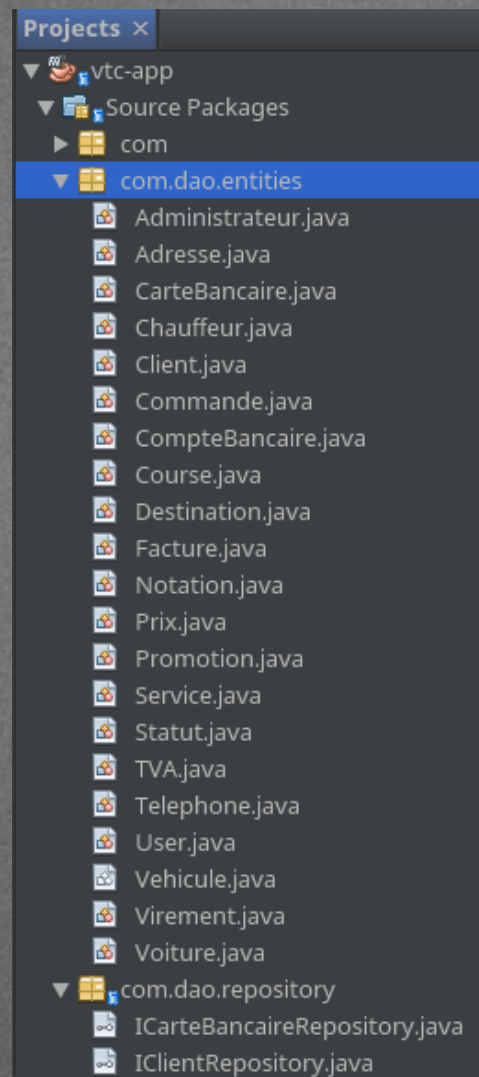 Projects ×
vtc-app
Source Packages
com
com.dao.entities
Administrateur.java
Adresse.java
CarteBancaire.java
Chauffeur.java
Client.java
Commande.java
CompteBancaire.java
Course.java
Destination.java
Facture.java
Notation.java
Prix.java
Promotion.java
Service.java
Statut.java
TVA.java
Telephone.java
User.java
Vehicule.java
Virement.java
Voiture.java
com.dao.repository
ICarteBancaireRepository.java
IClientRepository.java